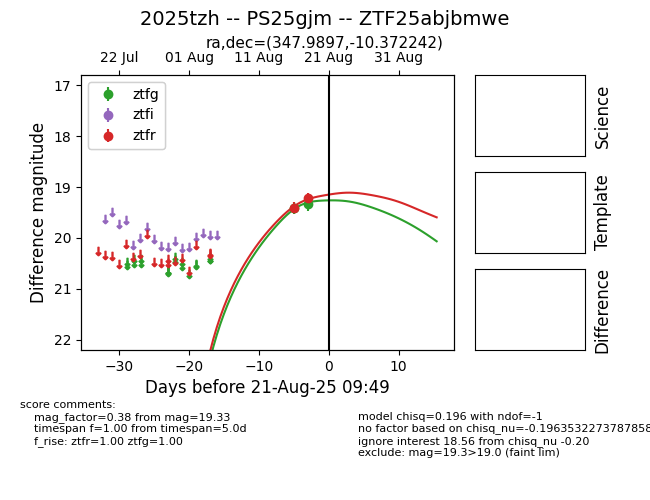 2025tzh -- PS25gjm -- ZTF25abjbmwe
ra,dec=(347.9897,-10.372242)
22 Jul 01 Aug 11 Aug 21 Aug 31 Aug
ztfg
ztfi
ztfr
17
18
19
20
21
22
Difference magnitude
−30 −20 −10 0 10
Days before 21-Aug-25 09:49
Science
Template
Difference
score comments:
mag_factor=0.38 from mag=19.33
timespan f=1.00 from timespan=5.0d
f_rise: ztfr=1.00 ztfg=1.00
model chisq=0.196 with ndof=-1
no factor based on chisq_nu=-0.1963532273787858
ignore interest 18.56 from chisq_nu -0.20
exclude: mag=19.3>19.0 (faint lim)